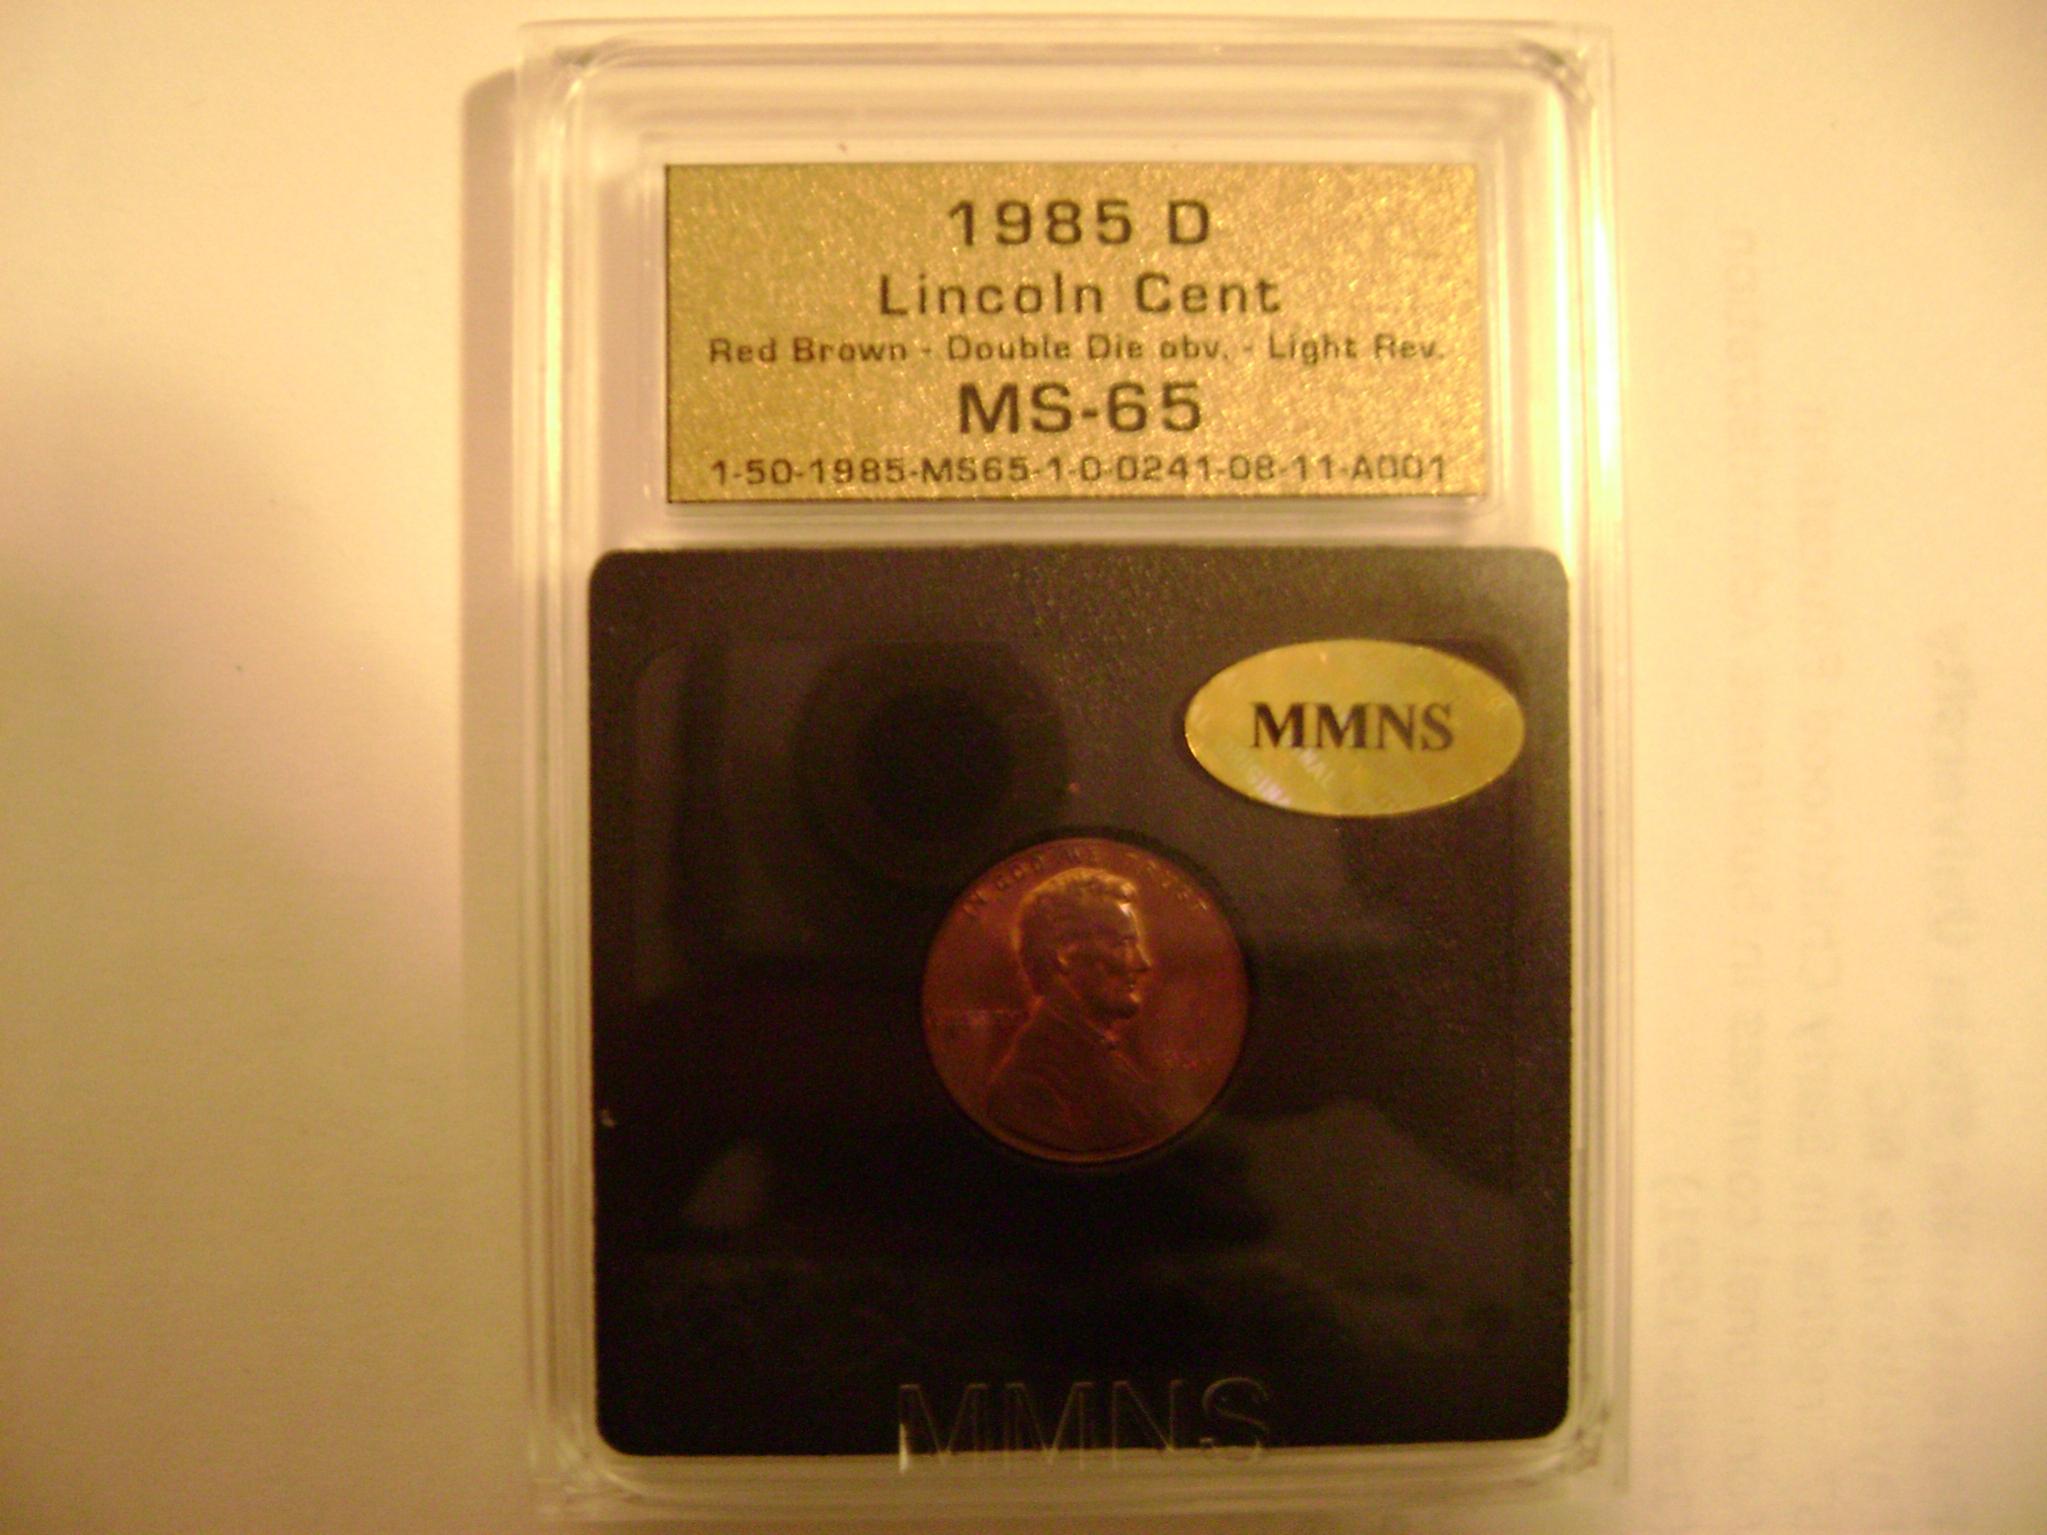 1985 D
Lincoln Cent
Red Brown - Double Die obv. - Light Rev.
MS-65
1-50-1985-MS65-1-0-0241-08-11-A001
MMNS
IN GOD WE TRUST
LIBERTY
MMNS